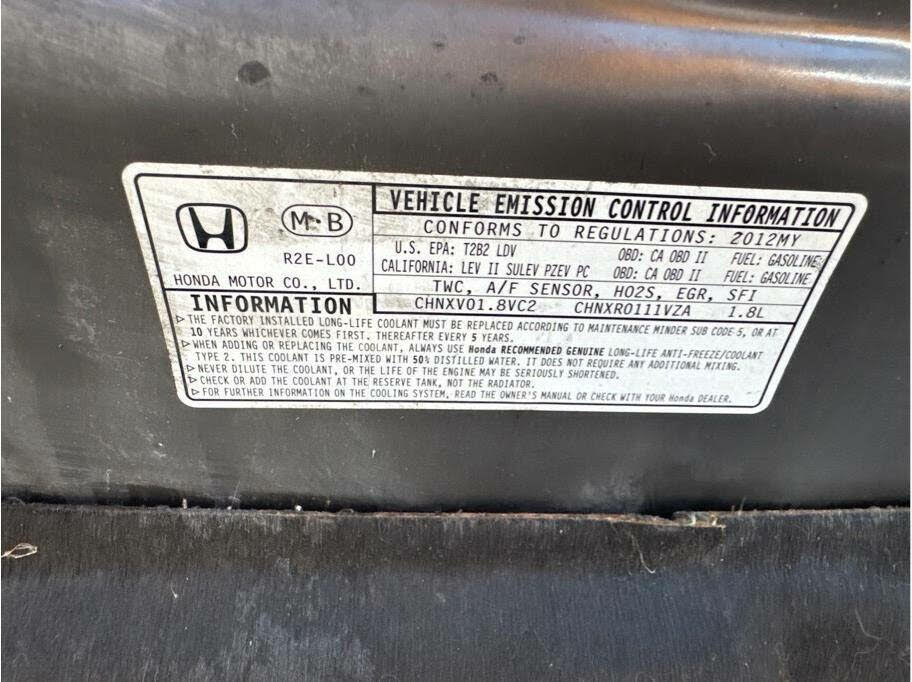 M·B
R2E-L00
HONDA MOTOR CO., LTD.
VEHICLE EMISSION CONTROL INFORMATION
CONFORMS TO REGULATIONS: 2012MY
U.S. EPA: T2B2 LDV OBD: CA OBD II FUEL: GASOLINE
CALIFORNIA: LEV II SULEV PZEV PC OBD: CA OBD II FUEL: GASOLINE
TWC, A/F SENSOR, HO2S, EGR, SFI
CHNXV01.8VC2 CHNXR0111VZA 1.8L
INFORMATION
▷THE FACTORY INSTALLED LONG-LIFE COOLANT MUST BE REPLACED ACCORDING TO MAINTENANCE MINDER SUB CODE 5, OR AT
10 YEARS WHICHEVER COMES FIRST. THEREAFTER EVERY 5 YEARS.
▷WHEN ADDING OR REPLACING THE COOLANT, ALWAYS USE Honda RECOMMENDED GENUINE LONG-LIFE ANTI-FREEZE/COOLANT
TYPE 2. THIS COOLANT IS PRE-MIXED WITH 50% DISTILLED WATER. IT DOES NOT REQUIRE ANY ADDITIONAL MIXING.
▷NEVER DILUTE THE COOLANT, OR THE LIFE OF THE ENGINE MAY BE SERIOUSLY SHORTENED.
▷CHECK OR ADD THE COOLANT AT THE RESERVE TANK, NOT THE RADIATOR.
▷FOR FURTHER INFORMATION ON THE COOLING SYSTEM, READ THE OWNER'S MANUAL OR CHECK WITH YOUR Honda DEALER.